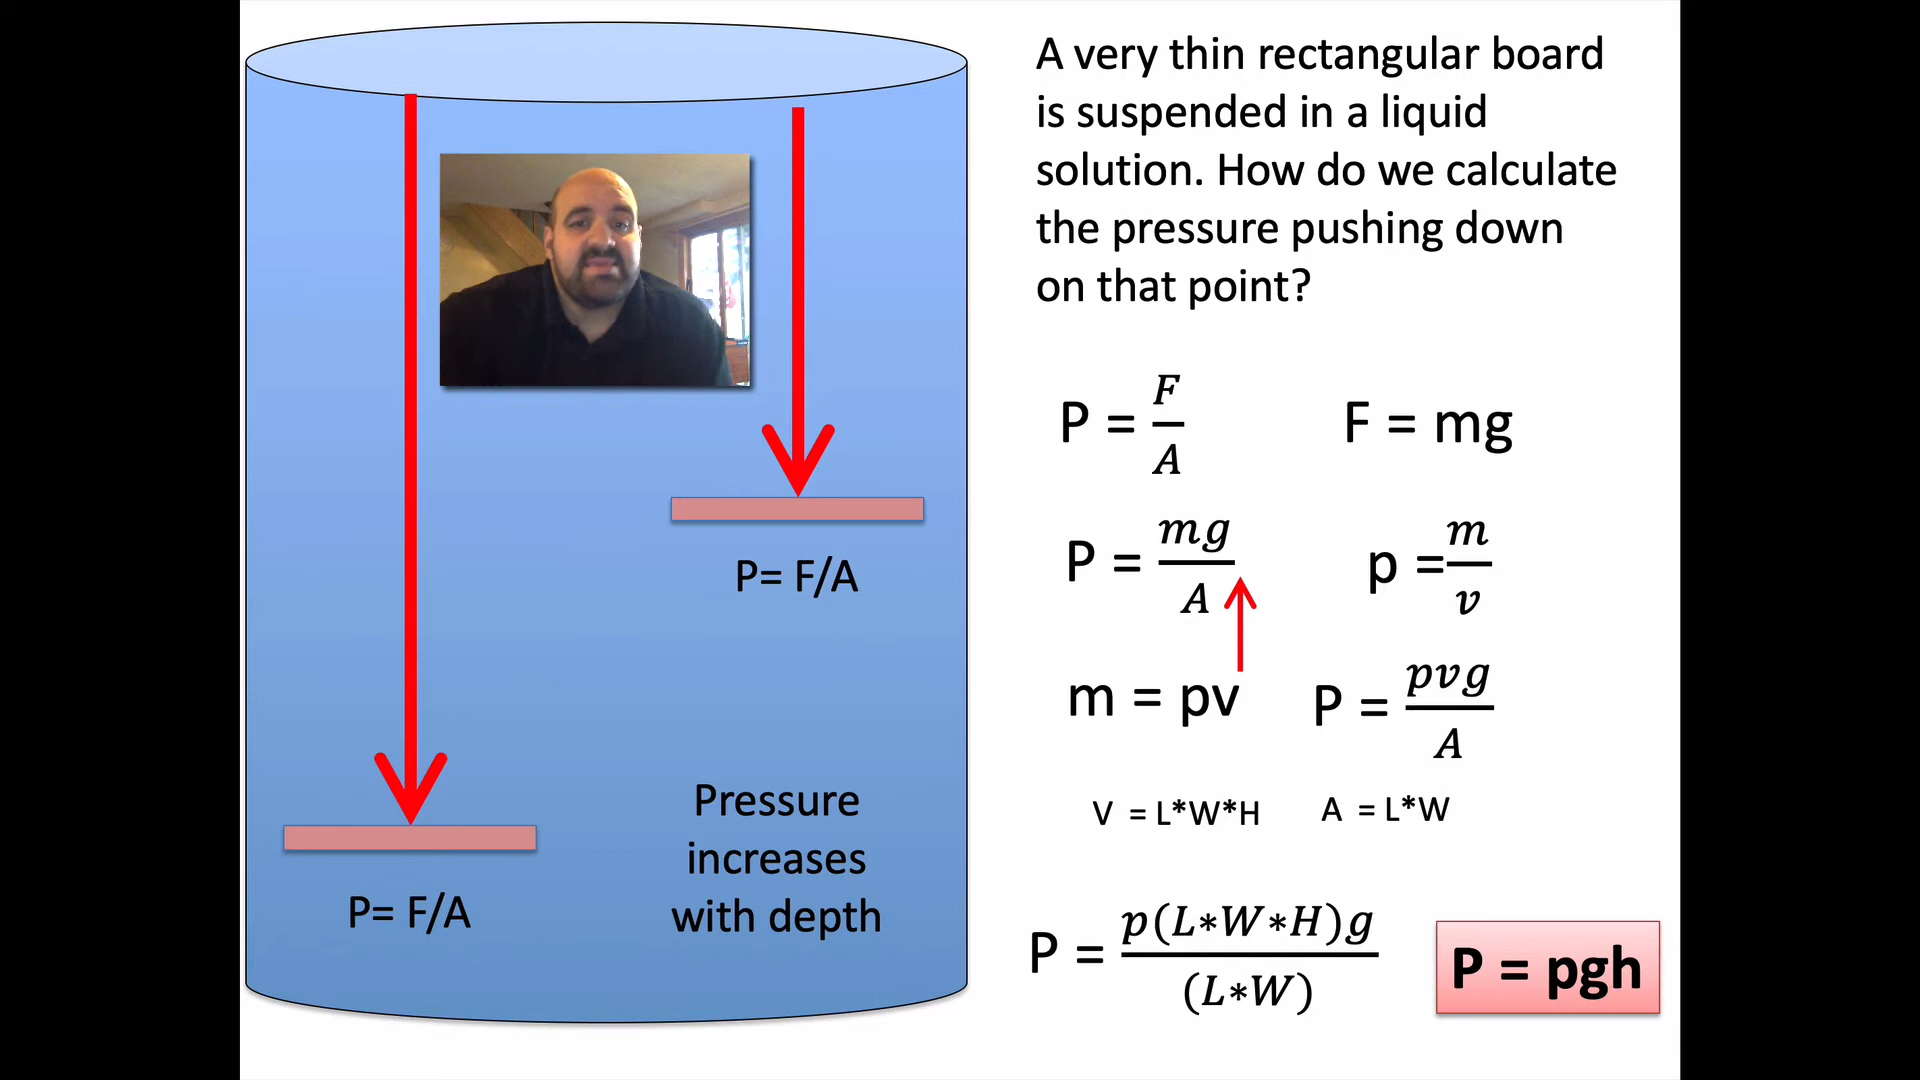 A very thin rectangular board
is suspended in a liquid
solution. How do we calculate
the pressure pushing down
on that point?
P = F/A
F = mg
P = mg/A
p = m/v
m = pv
P = pvg/A
V = L*W*H
A = L*W
P = p(L*W*H)g/(L*W)
P = pgh
P= F/A
P= F/A
Pressure
increases
with depth